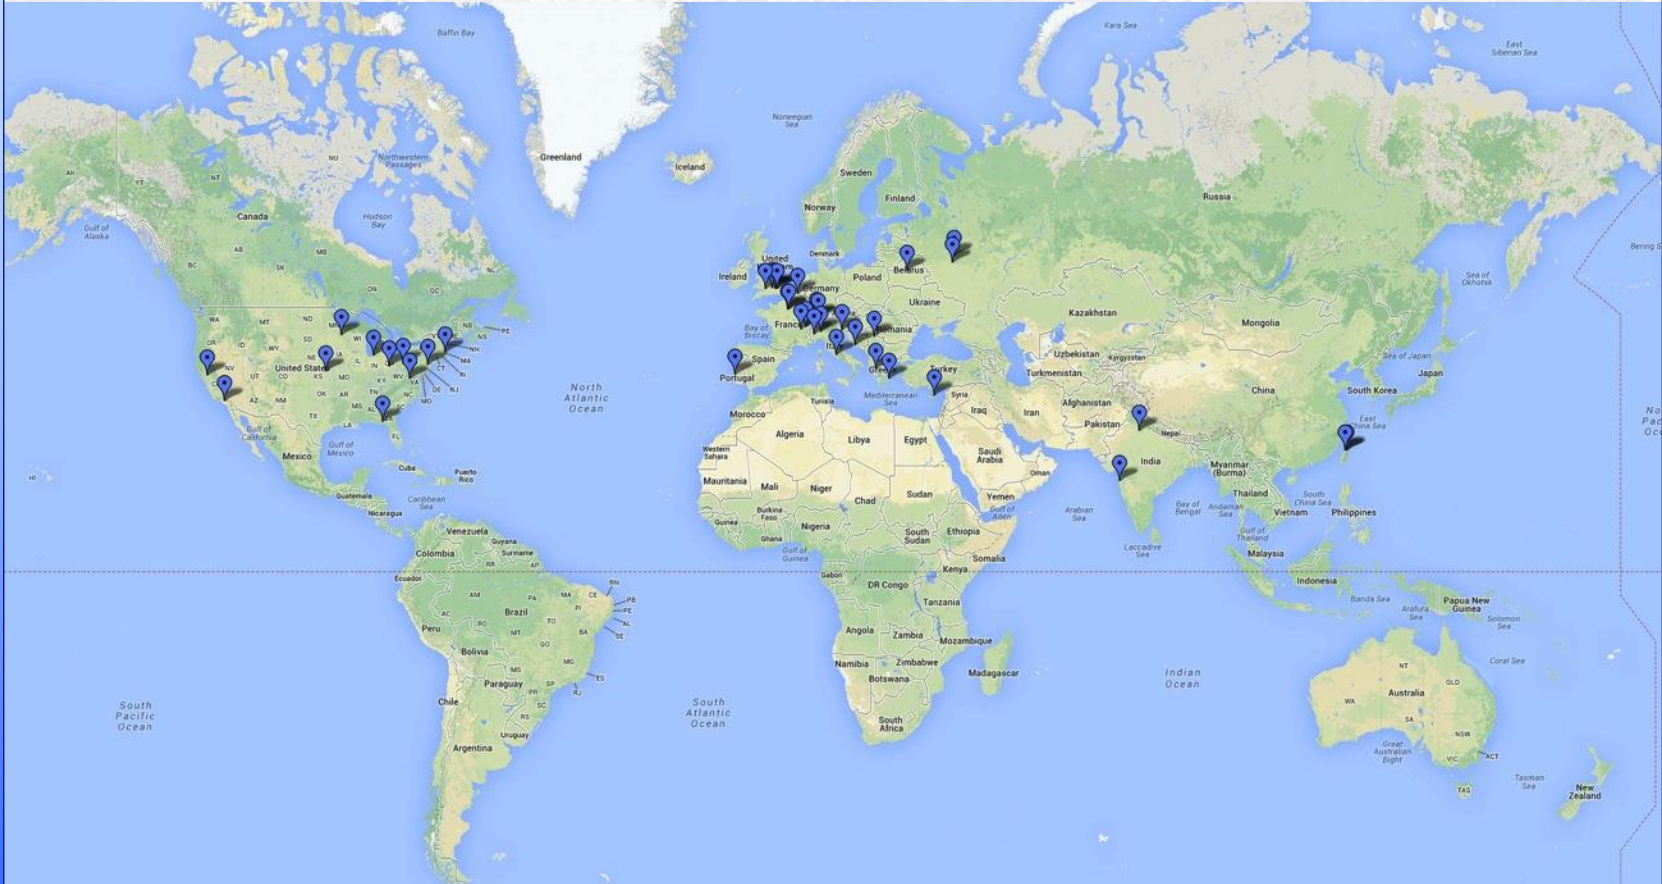 Baffin Bay
Kara Sea
East
Siberian Sea
Norwegian
Sea
Greenland
Northwestern
Passages
NU
Iceland
AK
YT
NT
Sweden
Finland
Russia
Norway
Canada
Hudson
Bay
Gulf of
Alaska
AB
MB
BC
SK
ON
QC
NL
Bering S
Sea of
Okhotsk
United
Ireland
Denmark
Belarus
Poland
Germany
Ukraine
Kazakhstan
Mongolia
WA
MT
ND
NB
PE
NS
OR
ID
SD
WI
NH
WY
IA
MA
NV
NE
United States
IL
IN
CT
RI
UT
CO
KS
MO
KY
WV
VA
DE
NJ
MD
AZ
NM
OK
AR
TN
NC
MS
AL
SC
TX
LA
FL
Bay of
Biscay
France
Romania
Spain
Portugal
Turkey
Uzbekistan
Kyrgyzstan
Turkmenistan
Sea of Japan
Japan
South Korea
China
North
Atlantic
Ocean
Mediterranean
Sea
Syria
Tunisia
Morocco
Iraq
Iran
Afghanistan
Pakistan
Nepal
East
China Sea
No
Pac
Oc
Gulf of
California
Gulf of
Mexico
Mexico
Algeria
Libya
Egypt
Western
Sahara
Saudi
Arabia
Oman
India
Myanmar
(Burma)
HI
Cuba
Puerto
Rico
Mauritania
Mali
Niger
Chad
Sudan
Yemen
Gulf of
Aden
Arabian
Sea
Bay of
Bengal
Andaman
Sea
Thailand
South
China Sea
Vietnam
Philippines
Guatemala
Caribbean
Sea
Nicaragua
Burkina
Faso
Guinea
Nigeria
South
Sudan
Ethiopia
Gulf of
Thailand
Venezuela
Guyana
Suriname
Colombia
Ghana
Gulf of
Guinea
Somalia
Laccadive
Sea
Malaysia
RR
AP
Ecuador
Gabon
DR Congo
Kenya
Indonesia
RN
AM
PA
MA
CE
PB
PE
AL
SE
PI
AC
RO
Brazil
TO
BA
MT
Tanzania
Banda Sea
Arafura
Sea
Papua New
Guinea
Solomon
Sea
Peru
Angola
Zambia
Mozambique
Bolivia
GO
MG
MS
ES
Namibia
Zimbabwe
Botswana
Madagascar
Coral Sea
NT
QLD
Indian
Ocean
Paraguay
SP
PR
RJ
Chile
SC
RS
South
Pacific
Ocean
South
Atlantic
Ocean
South
Africa
WA
Australia
SA
NSW
Uruguay
Argentina
Great
Australian
Bight
VIC
ACT
Tasman
Sea
TAS
New
Zealand